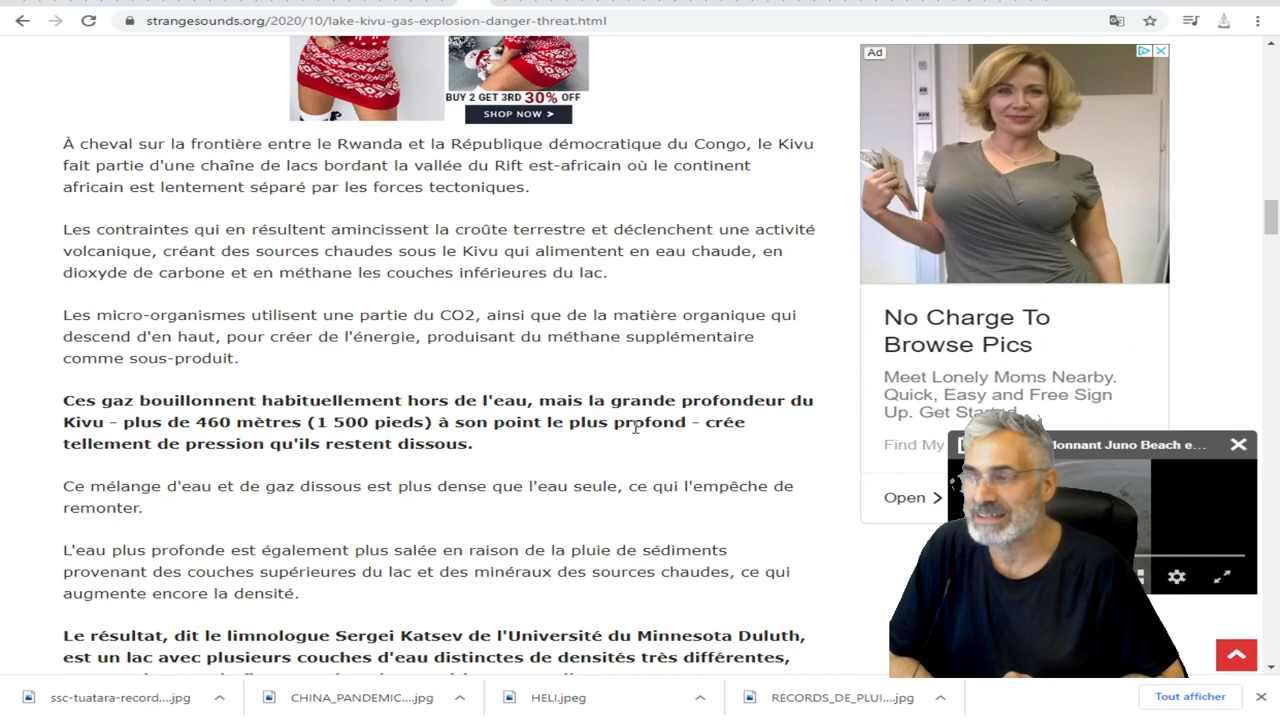 strangesounds.org/2020/10/lake-kivu-gas-explosion-danger-threat.html
BUY 2 GET 3RD 30% OFF
SHOP NOW >
À cheval sur la frontière entre le Rwanda et la République démocratique du Congo, le Kivu
fait partie d'une chaîne de lacs bordant la vallée du Rift est-africain où le continent
africain est lentement séparé par les forces tectoniques.
Les contraintes qui en résultent amincissent la croûte terrestre et déclenchent une activité
volcanique, créant des sources chaudes sous le Kivu qui alimentent en eau chaude, en
dioxyde de carbone et en méthane les couches inférieures du lac.
Les micro-organismes utilisent une partie du CO2, ainsi que de la matière organique qui
descend d'en haut, pour créer de l'énergie, produisant du méthane supplémentaire
comme sous-produit.
Ces gaz bouillonnent habituellement hors de l'eau, mais la grande profondeur du
Kivu - plus de 460 mètres (1 500 pieds) à son point le plus profond - crée
tellement de pression qu'ils restent dissous.
Ce mélange d'eau et de gaz dissous est plus dense que l'eau seule, ce qui l'empêche de
remonter.
L'eau plus profonde est également plus salée en raison de la pluie de sédiments
provenant des couches supérieures du lac et des minéraux des sources chaudes, ce qui
augmente encore la densité.
Le résultat, dit le limnologue Sergei Katsev de l'Université du Minnesota Duluth,
est un lac avec plusieurs couches d'eau distinctes de densités très différentes,
Ad
No Charge To
Browse Pics
Meet Lonely Moms Nearby.
Quick, Easy and Free Sign
Up. Get
Find My
Open >
Juno Beach e...
ssc-tuatara-record....jpg
CHINA_PANDEMIC....jpg
HELI.jpeg
RECORDS_DE_PLUI....jpg
Tout afficher